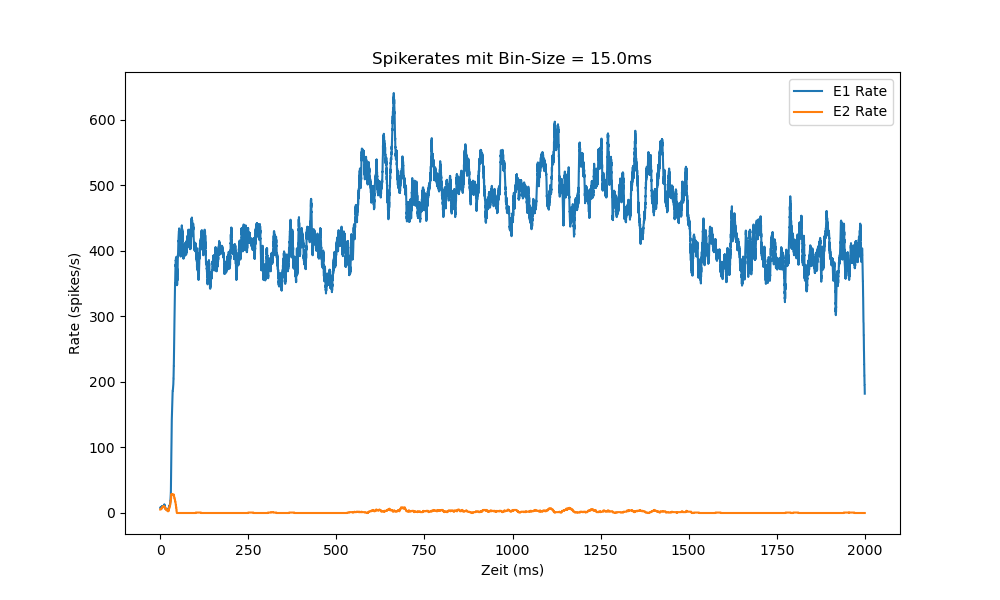 Spikerates mit Bin-Size = 15.0ms
E1 Rate
E2 Rate
600
500
400
300
200
100
0
Rate (spikes/s)
0 250 500 750 1000 1250 1500 1750 2000
Zeit (ms)